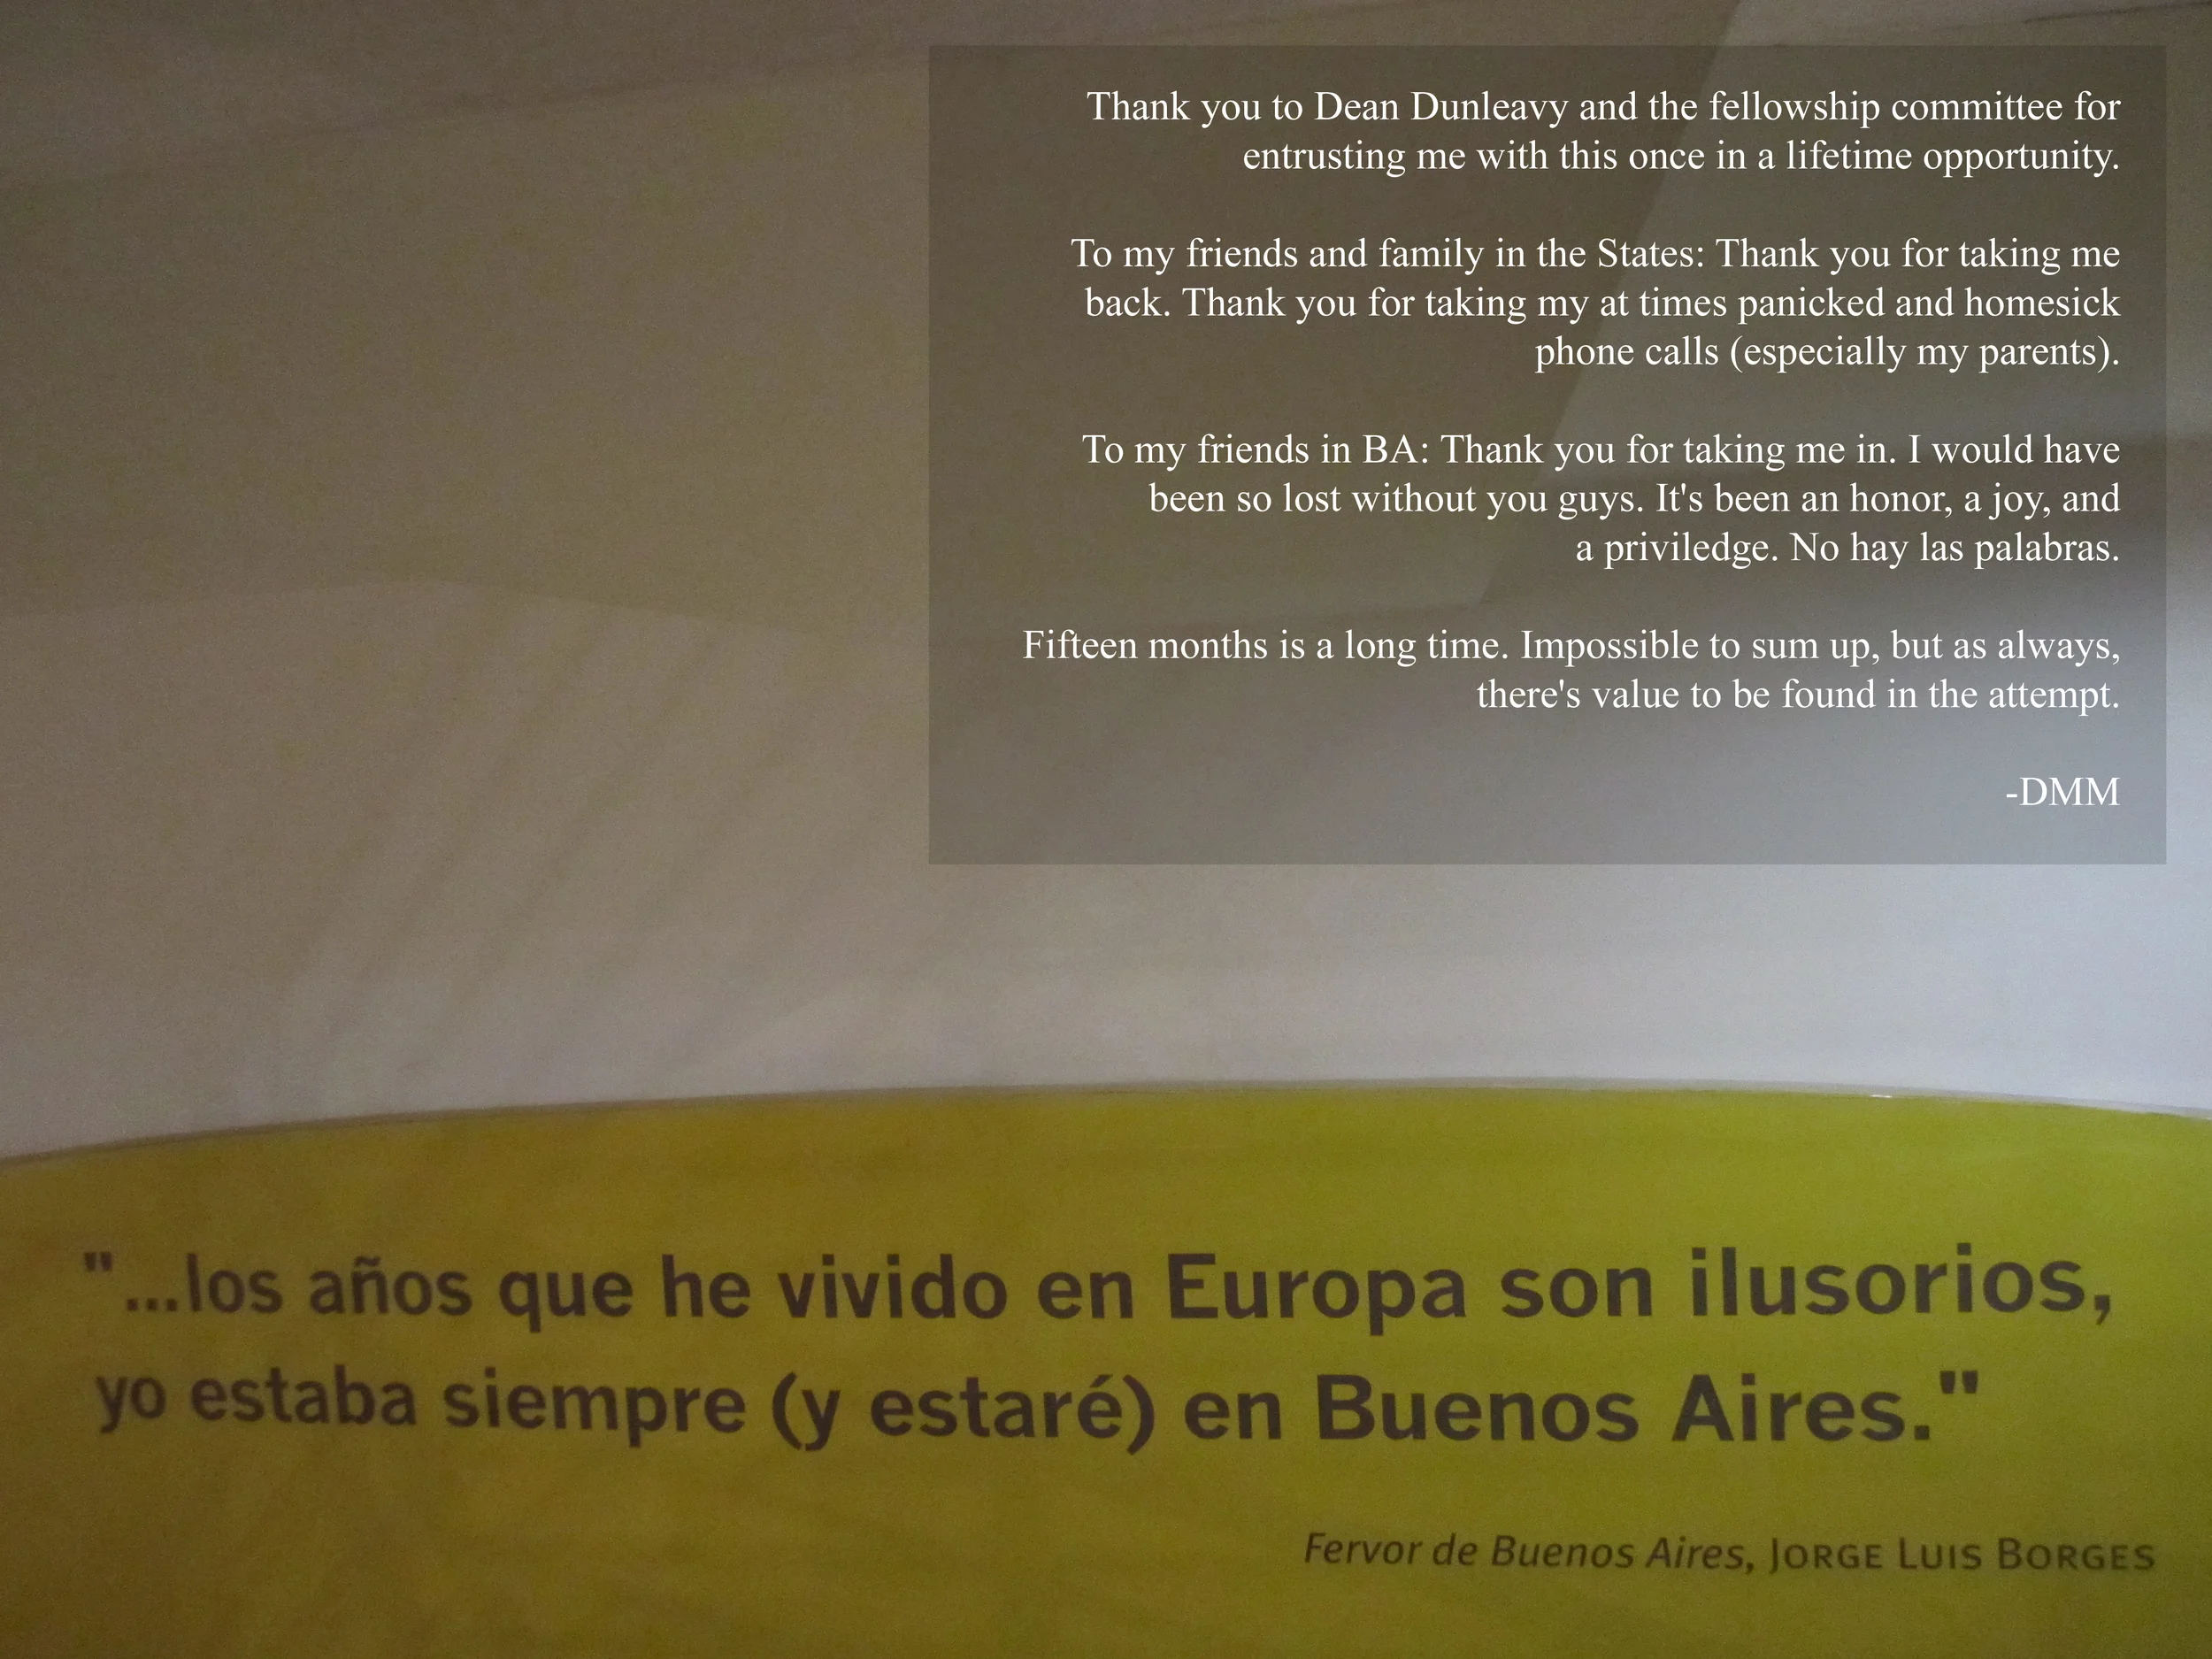 Thank you to Dean Dunleavy and the fellowship committee for
entrusting me with this once in a lifetime opportunity.
To my friends and family in the States: Thank you for taking me
back. Thank you for taking my at times panicked and homesick
phone calls (especially my parents).
To my friends in BA: Thank you for taking me in. I would have
been so lost without you guys. It's been an honor, a joy, and
a priviledge. No hay las palabras.
Fifteen months is a long time. Impossible to sum up, but as always,
there's value to be found in the attempt.
-DMM
"...los años que he vivido en Europa son ilusorios,
yo estaba siempre (y estaré) en Buenos Aires."
Fervor de Buenos Aires, JORGE LUIS BORGES